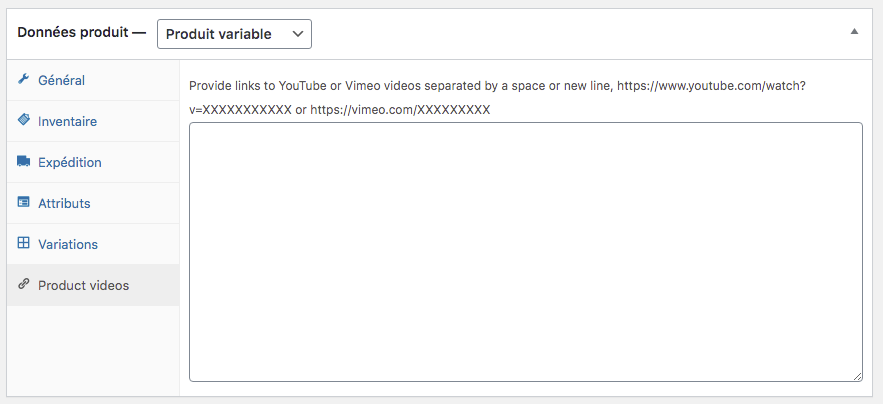 Données produit — Produit variable
Général
Inventaire
Expédition
Attributs
Variations
Product videos
Provide links to YouTube or Vimeo videos separated by a space or new line, https://www.youtube.com/watch?
v=XXXXXXXXXXX or https://vimeo.com/XXXXXXXXX